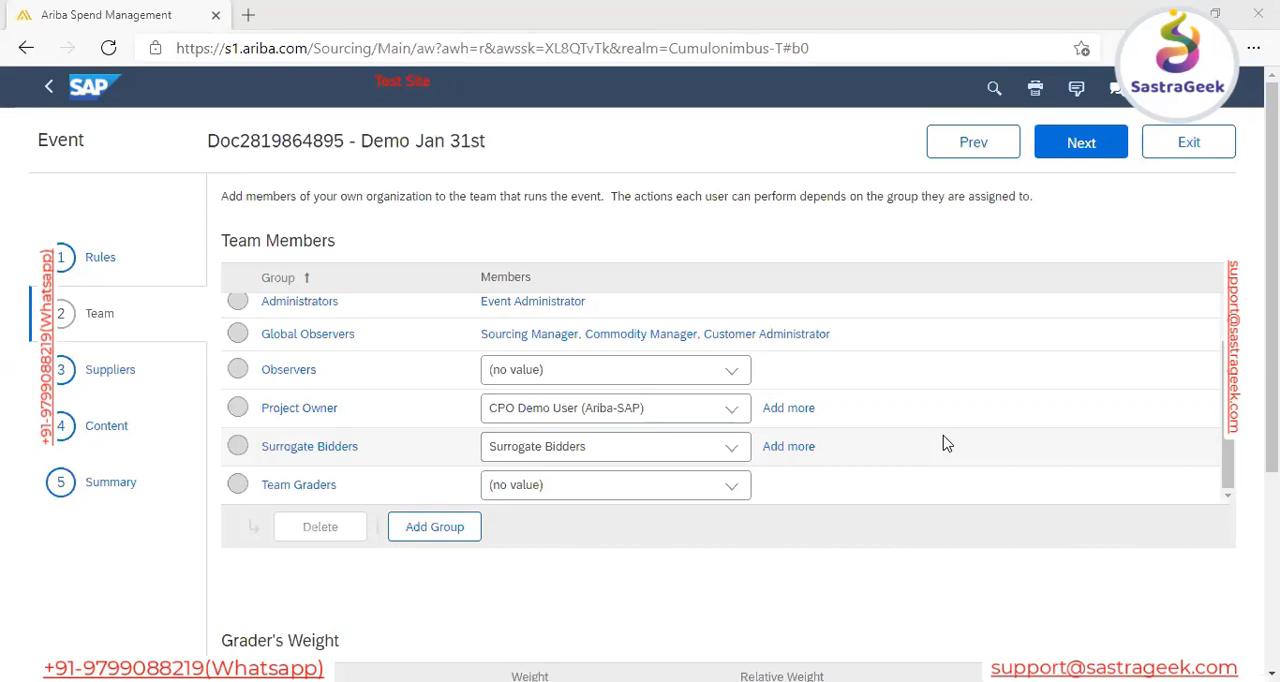 Ariba Spend Management
https://s1.ariba.com/Sourcing/Main/aw?awh=r&awssk=XL8QTvTk&realm=Cumulonimbus-T#b0
SAP
Test Site
SastraGeek
Event
Doc2819864895 - Demo Jan 31st
Prev
Next
Exit
Add members of your own organization to the team that runs the event. The actions each user can perform depends on the group they are assigned to.
1 Rules
2 Team
3 Suppliers
4 Content
5 Summary
Team Members
Group ↑ Members
Administrators Event Administrator
Global Observers Sourcing Manager, Commodity Manager, Customer Administrator
Observers (no value)
Project Owner CPO Demo User (Ariba-SAP) Add more
Surrogate Bidders Surrogate Bidders Add more
Team Graders (no value)
Delete Add Group
Grader's Weight
Weight Relative Weight
+91-9799088219(Whatsapp)
support@sastrageek.com
+91-9799088219(Whatsapp)
support@sastrageek.com